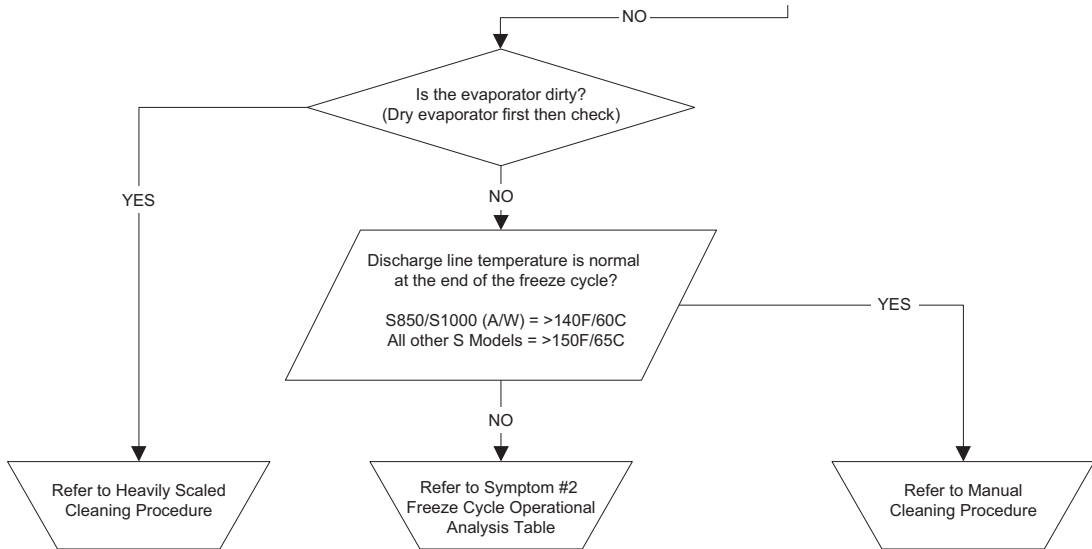 NO
Is the evaporator dirty?
(Dry evaporator first then check)
YES
NO
Discharge line temperature is normal
at the end of the freeze cycle?
S850/S1000 (A/W) = >140F/60C
All other S Models = >150F/65C
YES
NO
Refer to Heavily Scaled
Cleaning Procedure
Refer to Symptom #2
Freeze Cycle Operational
Analysis Table
Refer to Manual
Cleaning Procedure